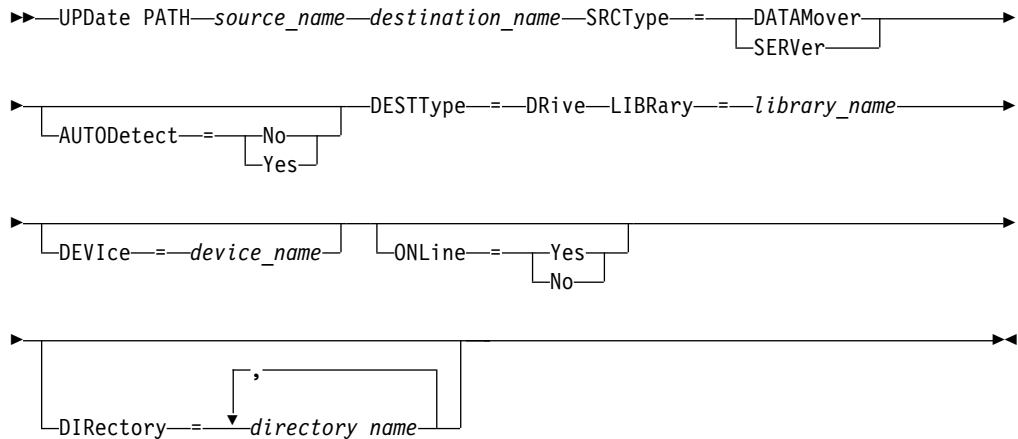 UPDate PATH source_name destination_name SRCType = DATAMover
SERVer
AUTODetect = No
Yes
DESTType = DRive LIBRary = library_name
DEVIce = device_name
ONLine = Yes
No
DIRectory = directory name
,